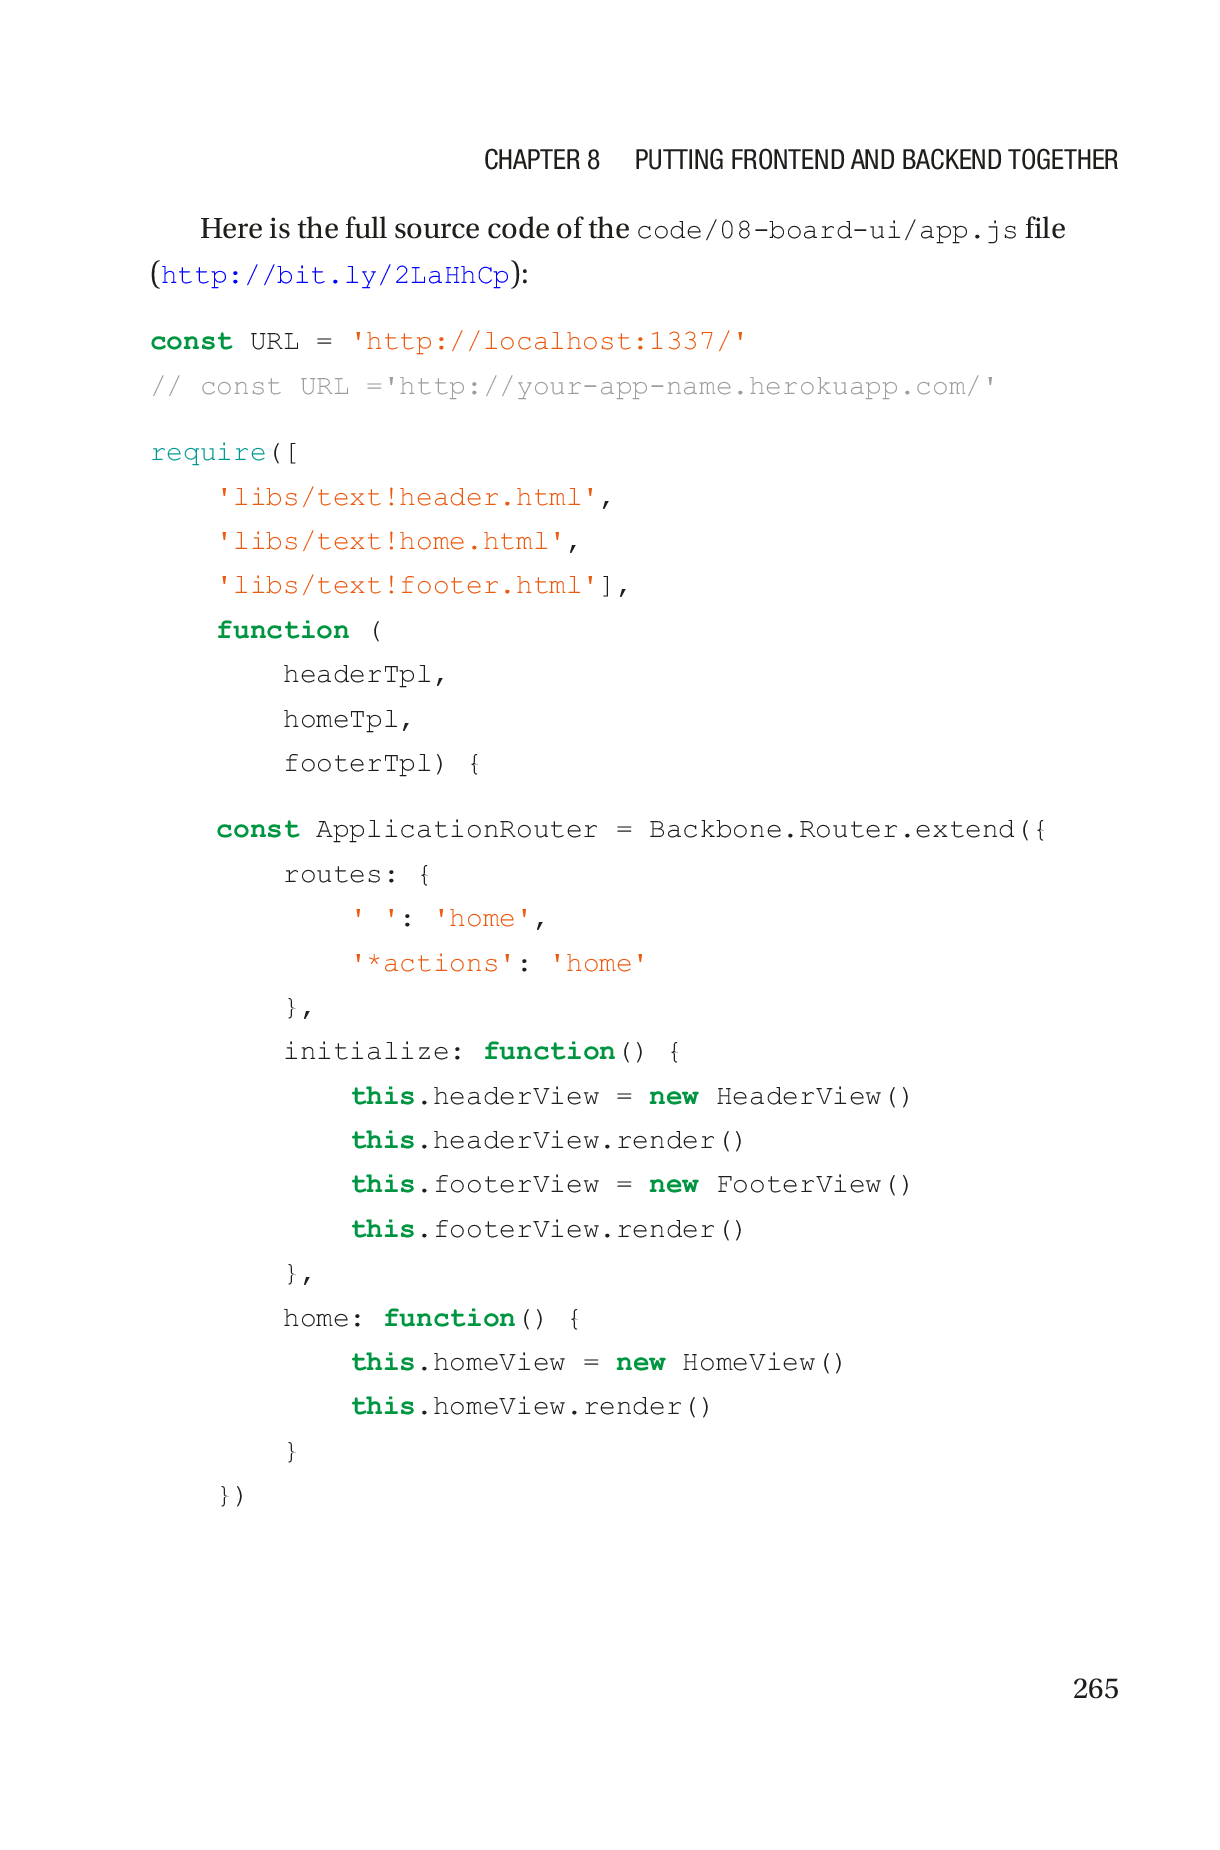 CHAPTER 8 PUTTING FRONTEND AND BACKEND TOGETHER
Here is the full source code of the code/08-board-ui/app.js file
(http://bit.ly/2LaHhCp):
const URL = 'http://localhost:1337/'
// const URL ='http://your-app-name.herokuapp.com/'
require([
    'libs/text!header.html',
    'libs/text!home.html',
    'libs/text!footer.html'],
    function (
        headerTpl,
        homeTpl,
        footerTpl) {
    const ApplicationRouter = Backbone.Router.extend({
        routes: {
            ' ': 'home',
            '*actions': 'home'
        },
        initialize: function() {
            this.headerView = new HeaderView()
            this.headerView.render()
            this.footerView = new FooterView()
            this.footerView.render()
        },
        home: function() {
            this.homeView = new HomeView()
            this.homeView.render()
        }
    })
265